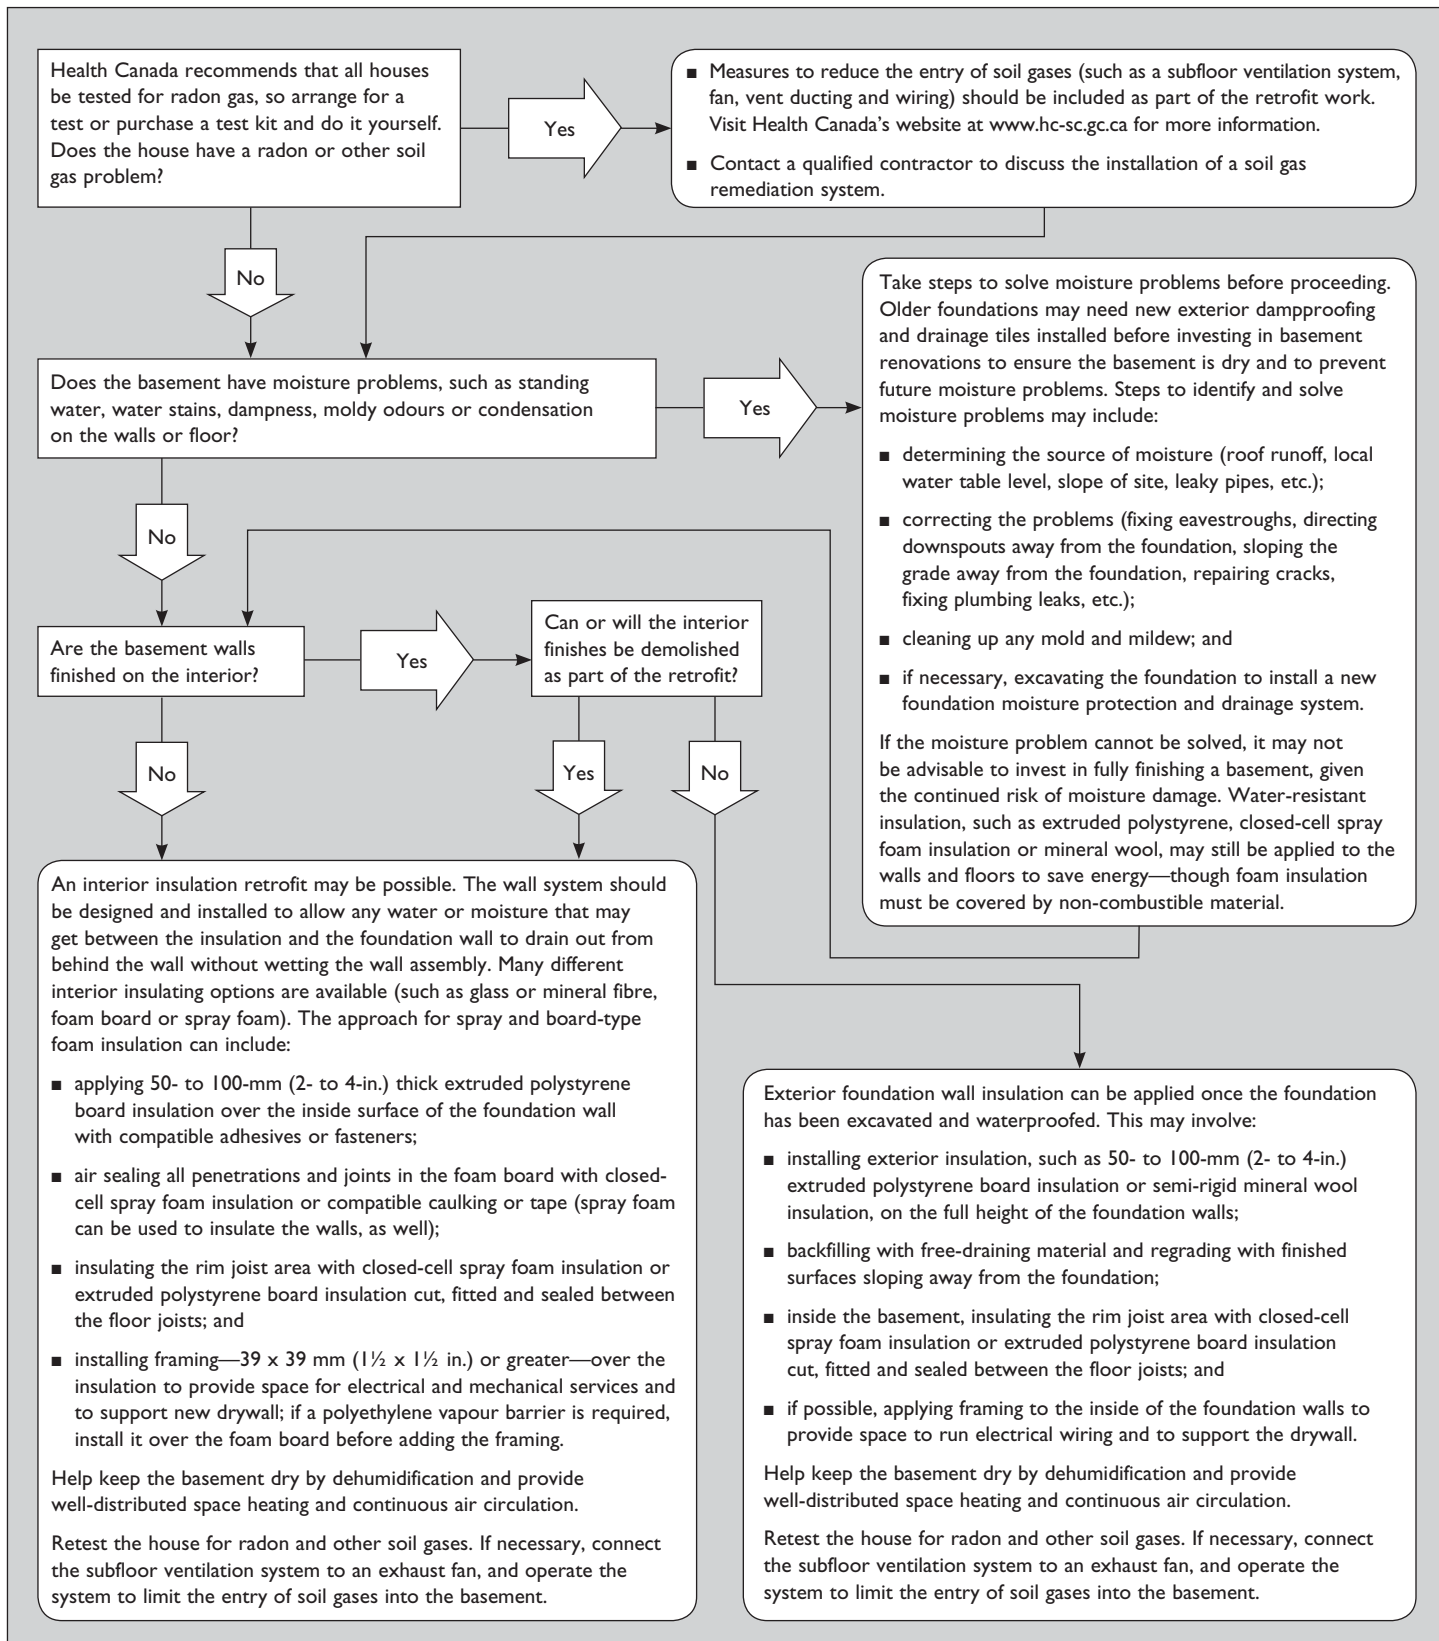 Health Canada recommends that all houses
be tested for radon gas, so arrange for a
test or purchase a test kit and do it yourself.
Does the house have a radon or other soil
gas problem?
Yes
■ Measures to reduce the entry of soil gases (such as a subfloor ventilation system,
fan, vent ducting and wiring) should be included as part of the retrofit work.
Visit Health Canada's website at www.hc-sc.gc.ca for more information.
■ Contact a qualified contractor to discuss the installation of a soil gas
remediation system.
No
Does the basement have moisture problems, such as standing
water, water stains, dampness, moldy odours or condensation
on the walls or floor?
Yes
Take steps to solve moisture problems before proceeding.
Older foundations may need new exterior dampproofing
and drainage tiles installed before investing in basement
renovations to ensure the basement is dry and to prevent
future moisture problems. Steps to identify and solve
moisture problems may include:
■ determining the source of moisture (roof runoff, local
water table level, slope of site, leaky pipes, etc.);
■ correcting the problems (fixing eavestroughs, directing
downspouts away from the foundation, sloping the
grade away from the foundation, repairing cracks,
fixing plumbing leaks, etc.);
■ cleaning up any mold and mildew; and
■ if necessary, excavating the foundation to install a new
foundation moisture protection and drainage system.
If the moisture problem cannot be solved, it may not
be advisable to invest in fully finishing a basement, given
the continued risk of moisture damage. Water-resistant
insulation, such as extruded polystyrene, closed-cell spray
foam insulation or mineral wool, may still be applied to the
walls and floors to save energy—though foam insulation
must be covered by non-combustible material.
No
Are the basement walls
finished on the interior?
Yes
Can or will the interior
finishes be demolished
as part of the retrofit?
No
Yes
No
An interior insulation retrofit may be possible. The wall system should
be designed and installed to allow any water or moisture that may
get between the insulation and the foundation wall to drain out from
behind the wall without wetting the wall assembly. Many different
interior insulating options are available (such as glass or mineral fibre,
foam board or spray foam). The approach for spray and board-type
foam insulation can include:
■ applying 50- to 100-mm (2- to 4-in.) thick extruded polystyrene
board insulation over the inside surface of the foundation wall
with compatible adhesives or fasteners;
■ air sealing all penetrations and joints in the foam board with closed-
cell spray foam insulation or compatible caulking or tape (spray foam
can be used to insulate the walls, as well);
■ insulating the rim joist area with closed-cell spray foam insulation or
extruded polystyrene board insulation cut, fitted and sealed between
the floor joists; and
■ installing framing—39 x 39 mm (1½ x 1½ in.) or greater—over the
insulation to provide space for electrical and mechanical services and
to support new drywall; if a polyethylene vapour barrier is required,
install it over the foam board before adding the framing.
Help keep the basement dry by dehumidification and provide
well-distributed space heating and continuous air circulation.
Retest the house for radon and other soil gases. If necessary, connect
the subfloor ventilation system to an exhaust fan, and operate the
system to limit the entry of soil gases into the basement.
Exterior foundation wall insulation can be applied once the foundation
has been excavated and waterproofed. This may involve:
■ installing exterior insulation, such as 50- to 100-mm (2- to 4-in.)
extruded polystyrene board insulation or semi-rigid mineral wool
insulation, on the full height of the foundation walls;
■ backfilling with free-draining material and regrading with finished
surfaces sloping away from the foundation;
■ inside the basement, insulating the rim joist area with closed-cell
spray foam insulation or extruded polystyrene board insulation
cut, fitted and sealed between the floor joists; and
■ if possible, applying framing to the inside of the foundation walls to
provide space to run electrical wiring and to support the drywall.
Help keep the basement dry by dehumidification and provide
well-distributed space heating and continuous air circulation.
Retest the house for radon and other soil gases. If necessary, connect
the subfloor ventilation system to an exhaust fan, and operate the
system to limit the entry of soil gases into the basement.